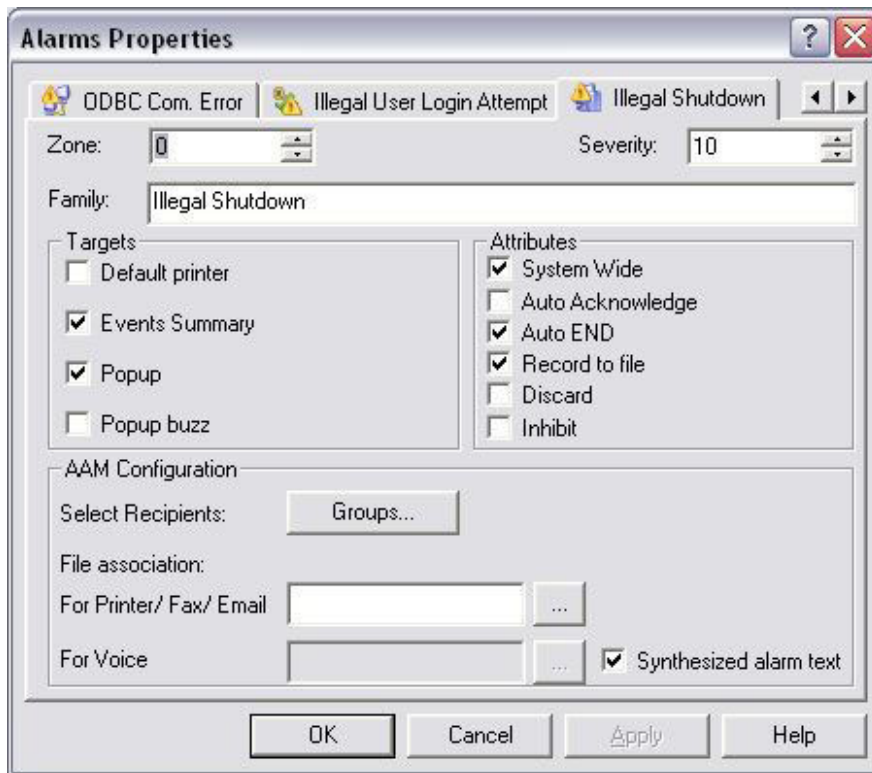 Alarms Properties
ODBC Com. Error Illegal User Login Attempt Illegal Shutdown
Zone: 0 Severity: 10
Family: Illegal Shutdown
Targets Attributes
Default printer System Wide
Auto Acknowledge
Events Summary Auto END
Popup Record to file
Discard
Popup buzz Inhibit
AAM Configuration
Select Recipients: Groups...
File association:
For Printer/ Fax/ Email ...
For Voice ... Synthesized alarm text
OK Cancel Apply Help